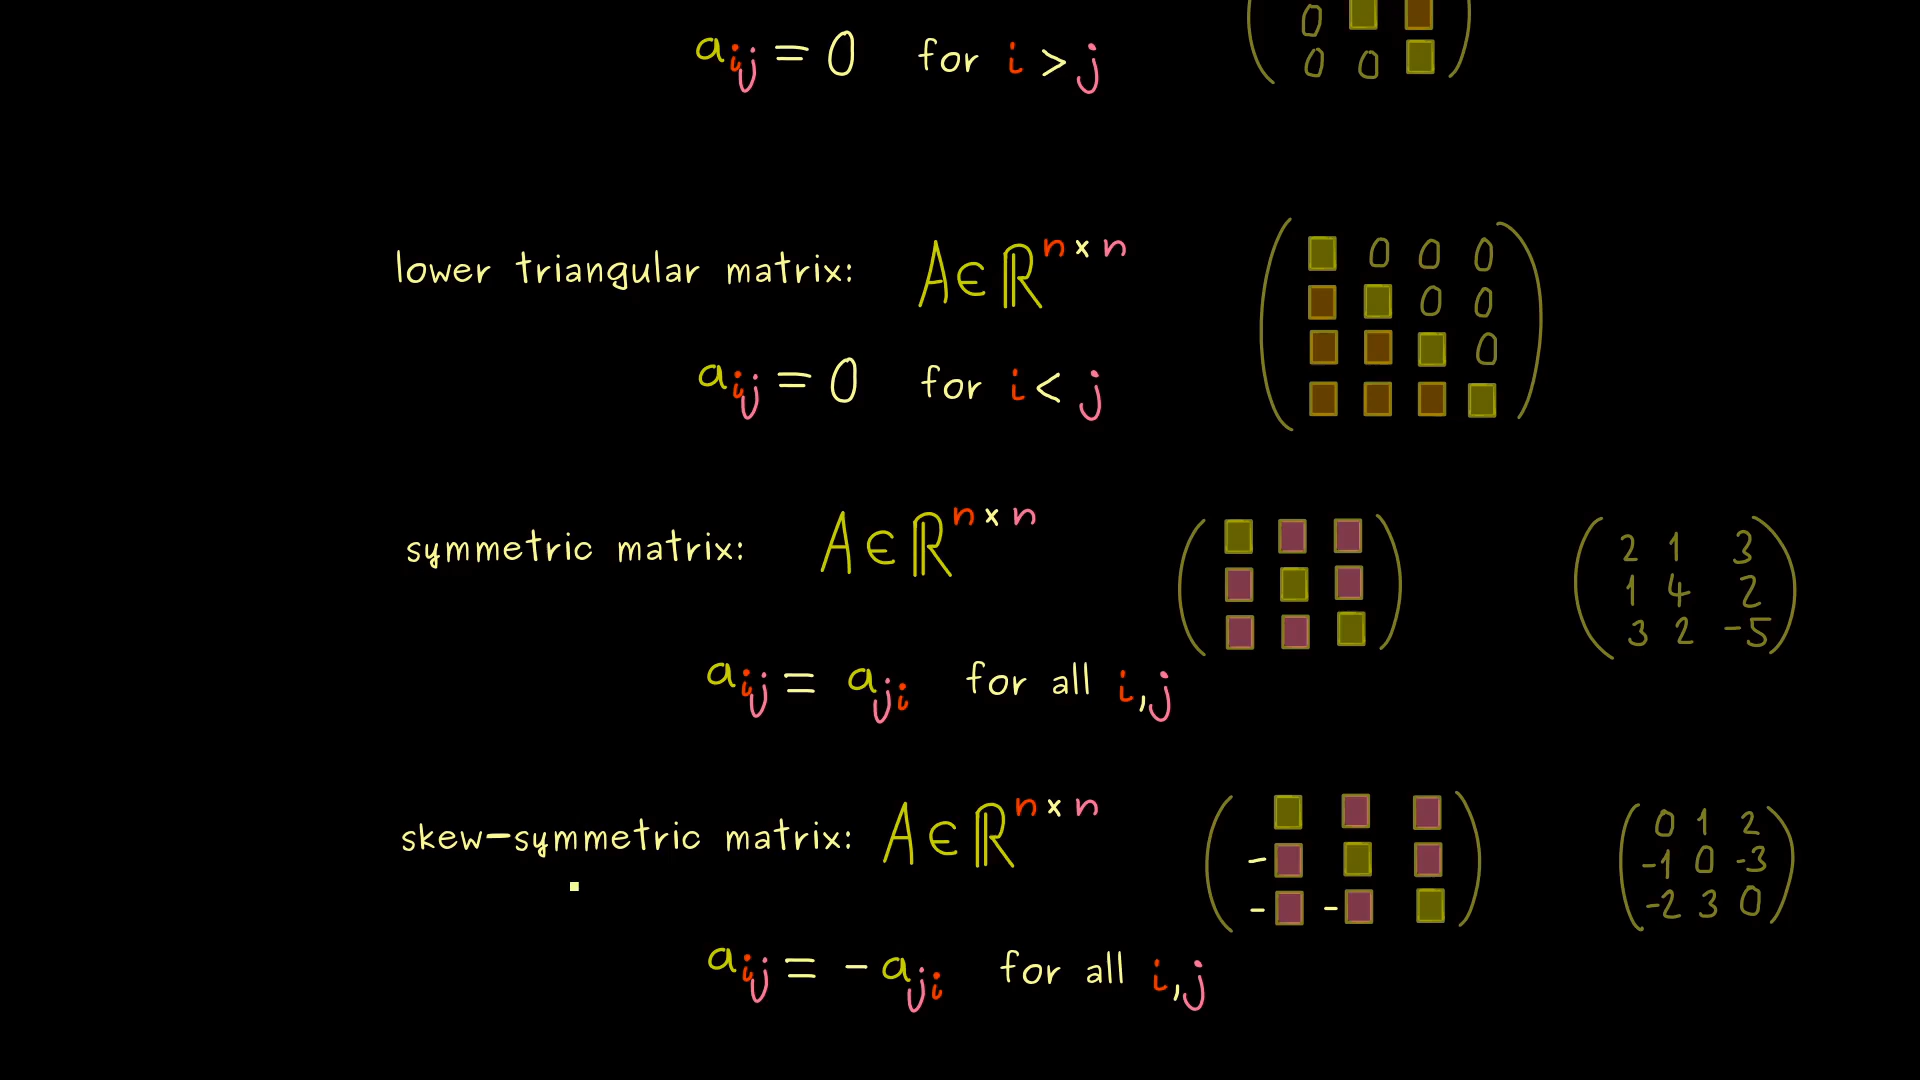 0
a_ij = 0 for i > j
0 0
lower triangular matrix: A ∈ ℝ^(n×n)
0 0 0
0 0
0
a_ij = 0 for i < j
symmetric matrix: A ∈ ℝ^(n×n)
2 1 3
1 4 2
3 2 -5
a_ij = a_ji for all i,j
skew-symmetric matrix: A ∈ ℝ^(n×n)
-
- -
0 1 2
-1 0 -3
-2 3 0
a_ij = - a_ji for all i,j